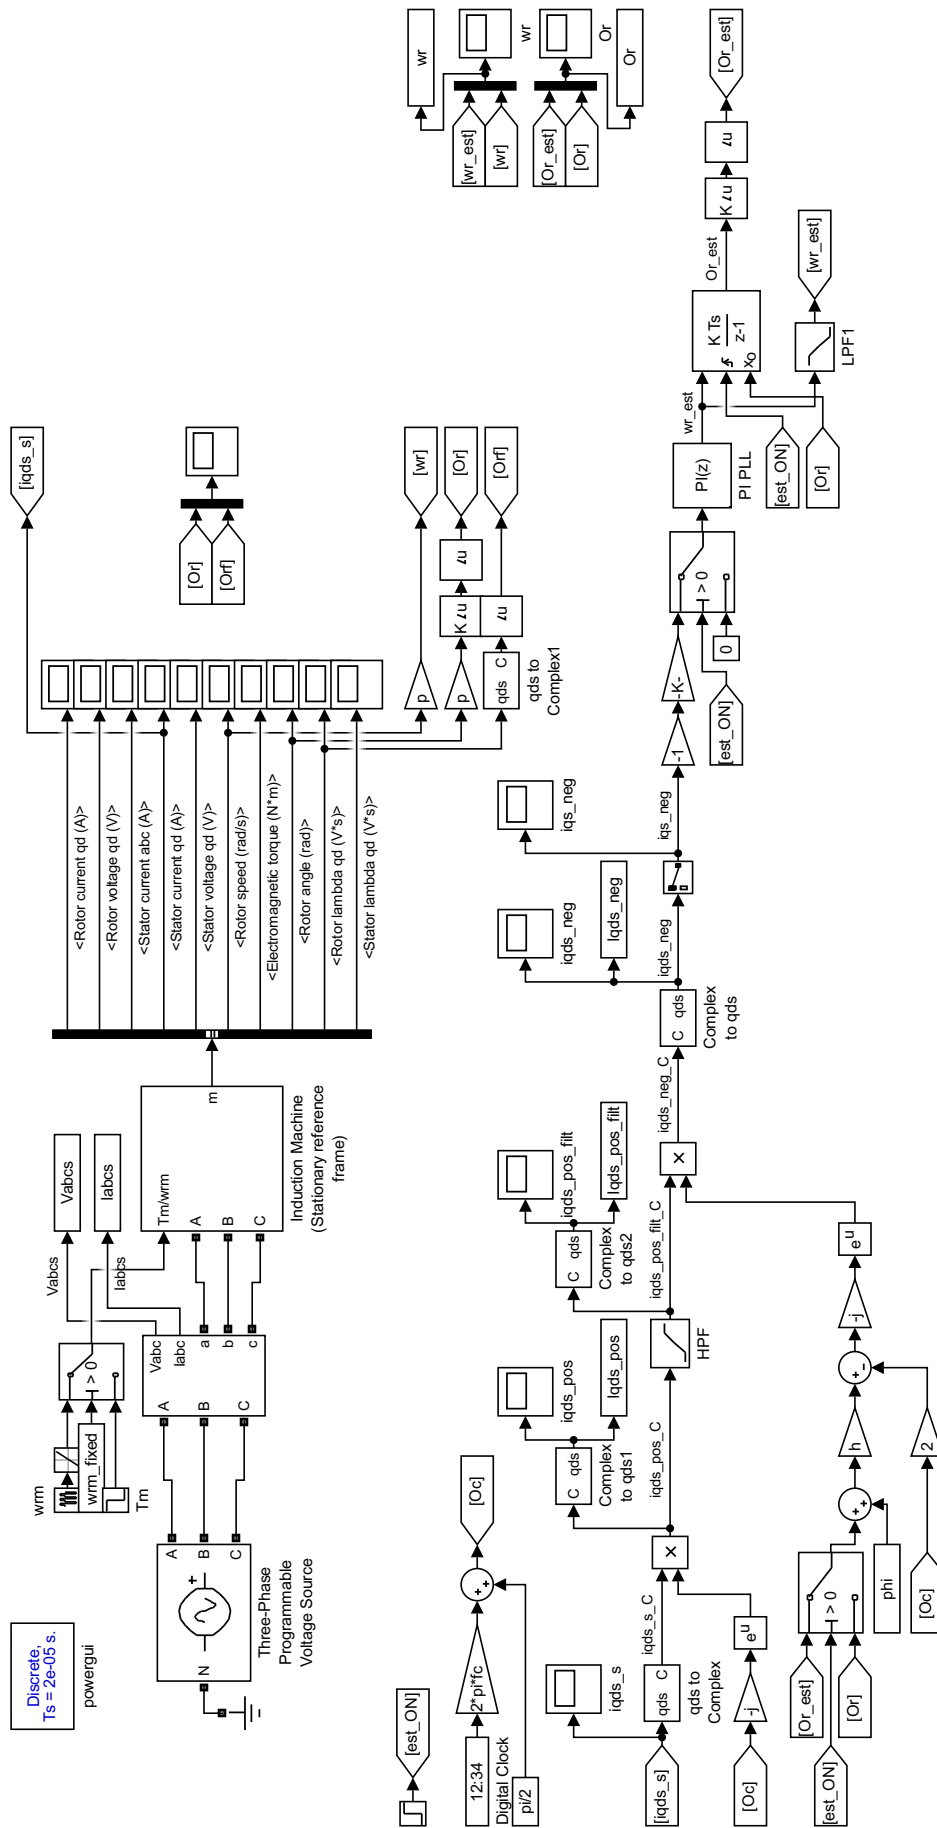 Discrete,
Ts = 2e-05 s.
powergui
N
A
B
C
Three-Phase
Programmable
Voltage Source
wrm
wrm_fixed
Tm
> 0
A
B
C
Vabc
Iabc
a
b
c
Vabcs
Iabcs
Vabcs
Iabcs
Tm/wrm
A
B
C
m
Induction Machine
(Stationary reference
frame)
<Rotor current qd (A)>
<Rotor voltage qd (V)>
<Stator current abc (A)>
<Stator current qd (A)>
<Stator voltage qd (V)>
<Rotor speed (rad/s)>
<Electromagnetic torque (N*m)>
<Rotor angle (rad)>
<Rotor lambda qd (V*s)>
<Stator lambda qd (V*s)>
[iqds_s]
[Or]
[Orf]
p
p
qds C
qds to
Complex1
K
u
u
u
[wr]
[Or]
[Orf]
wr
[wr_est]
[wr]
wr
[Or_est]
[Or]
Or
Or
[est_ON]
12:34
Digital Clock
pi/2
2*pi*fc
+
+
[Oc]
[iqds_s]
iqds_s
qds C
qds to
Complex
iqds_s_C
[Oc]
-j
e^u
×
iqds_pos_C
C qds
Complex
to qds1
iqds_pos
Iqds_pos
HPF
iqds_pos_filt_C
C qds
Complex
to qds2
iqds_pos_filt
Iqds_pos_filt
×
iqds_neg_C
C qds
Complex
to qds
iqds_neg
iqds_neg
Iqds_neg
iqs_neg
iqs_neg
-1
-K-
[est_ON]
0
> 0
PI(z)
PI PLL
wr_est
[est_ON]
[Or]
K Ts
z-1
xo
Or_est
K
u
u
[Or_est]
LPF1
[wr_est]
[Or_est]
[est_ON]
[Or]
> 0
phi
+
+
h
[Oc]
2
+
-
-j
e^u